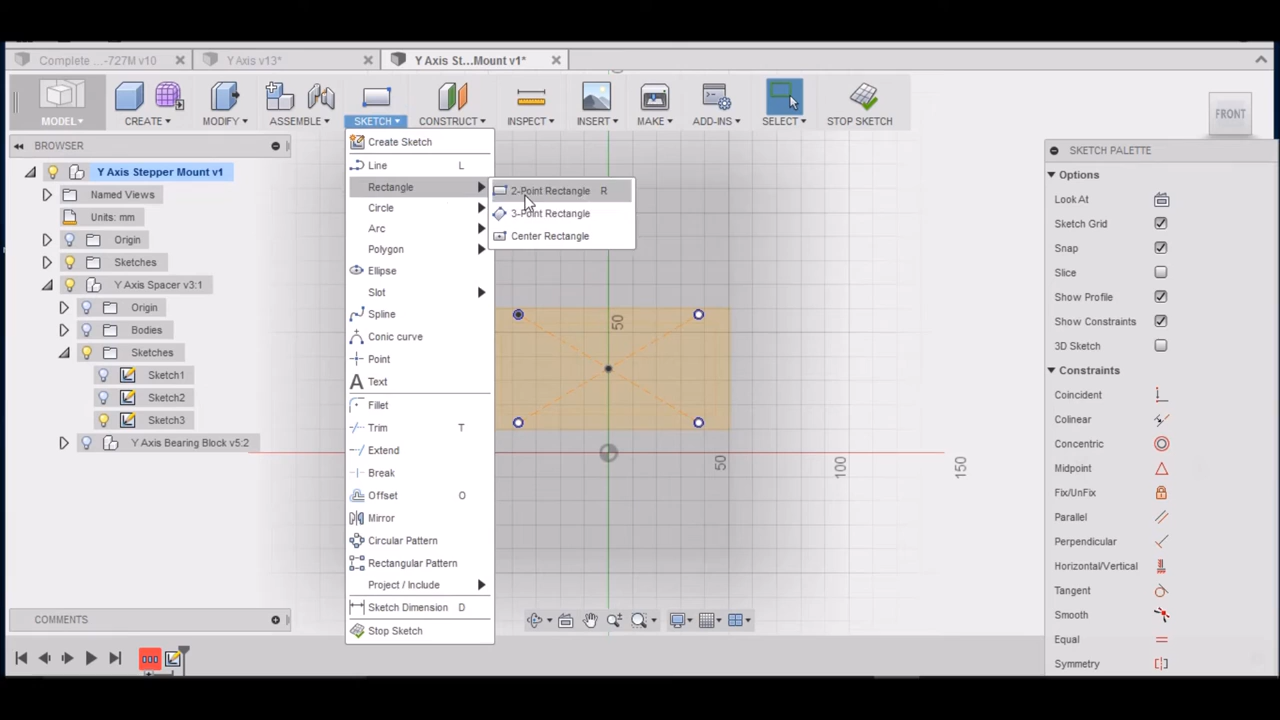 Complete ...-727M v10
Y Axis v13*
Y Axis St...Mount v1*
MODEL
CREATE
MODIFY
ASSEMBLE
SKETCH
CONSTRUCT
INSPECT
INSERT
MAKE
ADD-INS
SELECT
STOP SKETCH
FRONT
BROWSER
Y Axis Stepper Mount v1
Named Views
Units: mm
Origin
Sketches
Y Axis Spacer v3:1
Origin
Bodies
Sketches
Sketch1
Sketch2
Sketch3
Y Axis Bearing Block v5:2
Create Sketch
Line L
Rectangle
Circle
Arc
Polygon
Ellipse
Slot
Spline
Conic curve
Point
Text
Fillet
Trim T
Extend
Break
Offset O
Mirror
Circular Pattern
Rectangular Pattern
Project / Include
Sketch Dimension D
Stop Sketch
2-Point Rectangle R
3-Point Rectangle
Center Rectangle
50
50
100
150
SKETCH PALETTE
Options
Look At
Sketch Grid
Snap
Slice
Show Profile
Show Constraints
3D Sketch
Constraints
Coincident
Colinear
Concentric
Midpoint
Fix/UnFix
Parallel
Perpendicular
Horizontal/Vertical
Tangent
Smooth
Equal
Symmetry
COMMENTS